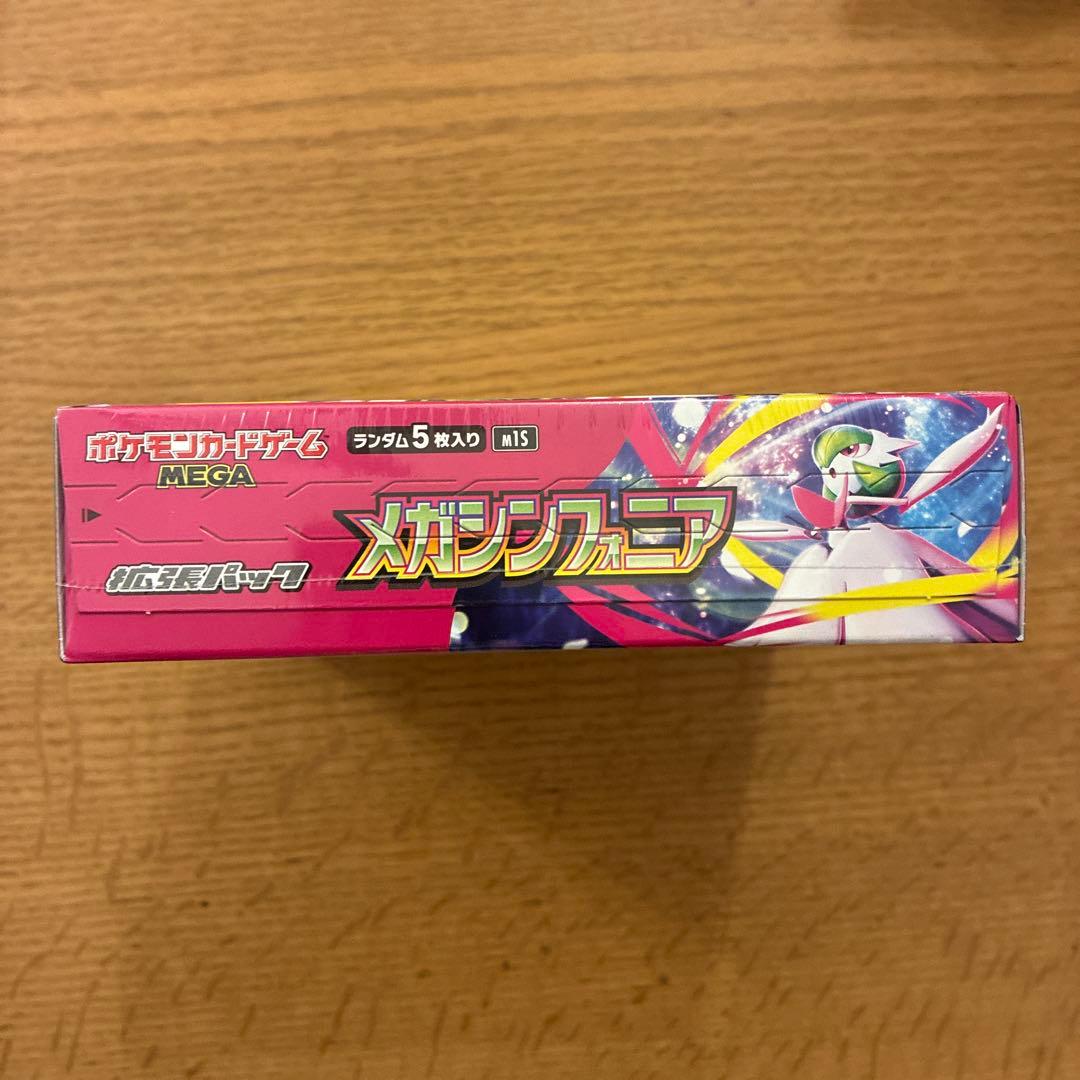 ポケモンカードゲーム
MEGA
ランダム5枚入り M1S
メガシンフォニア
拡張パック